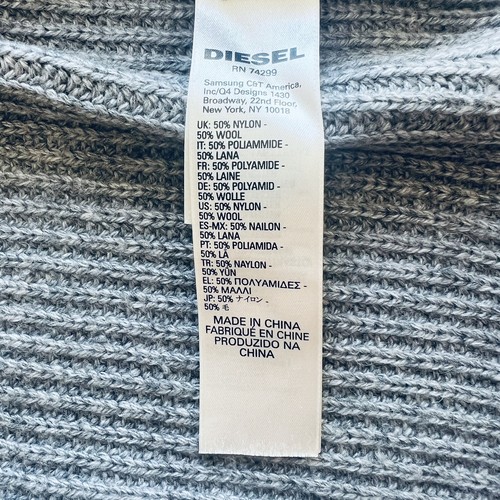 DIESEL
RN 74299
Samsung C&T America,
Inc/Q4 Designs 1430
Broadway, 22nd Floor,
New York, NY 10018
UK: 50% NYLON -
50% WOOL
IT: 50% POLIAMMIDE -
50% LANA
FR: 50% POLYAMIDE -
50% LAINE
DE: 50% POLYAMID -
50% WOLLE
US: 50% NYLON -
50% WOOL
ES-MX: 50% NAILON -
50% LANA
PT: 50% POLIAMIDA -
50% LÃ
TR: 50% NAYLON -
50% YÜN
EL: 50% ΠΟΛΥΑΜΙΔΕΣ -
50% ΜΑΛΛΙ
JP: 50% ナイロン -
50% 毛
MADE IN CHINA
FABRIQUÉ EN CHINE
PRODUZIDO NA
CHINA